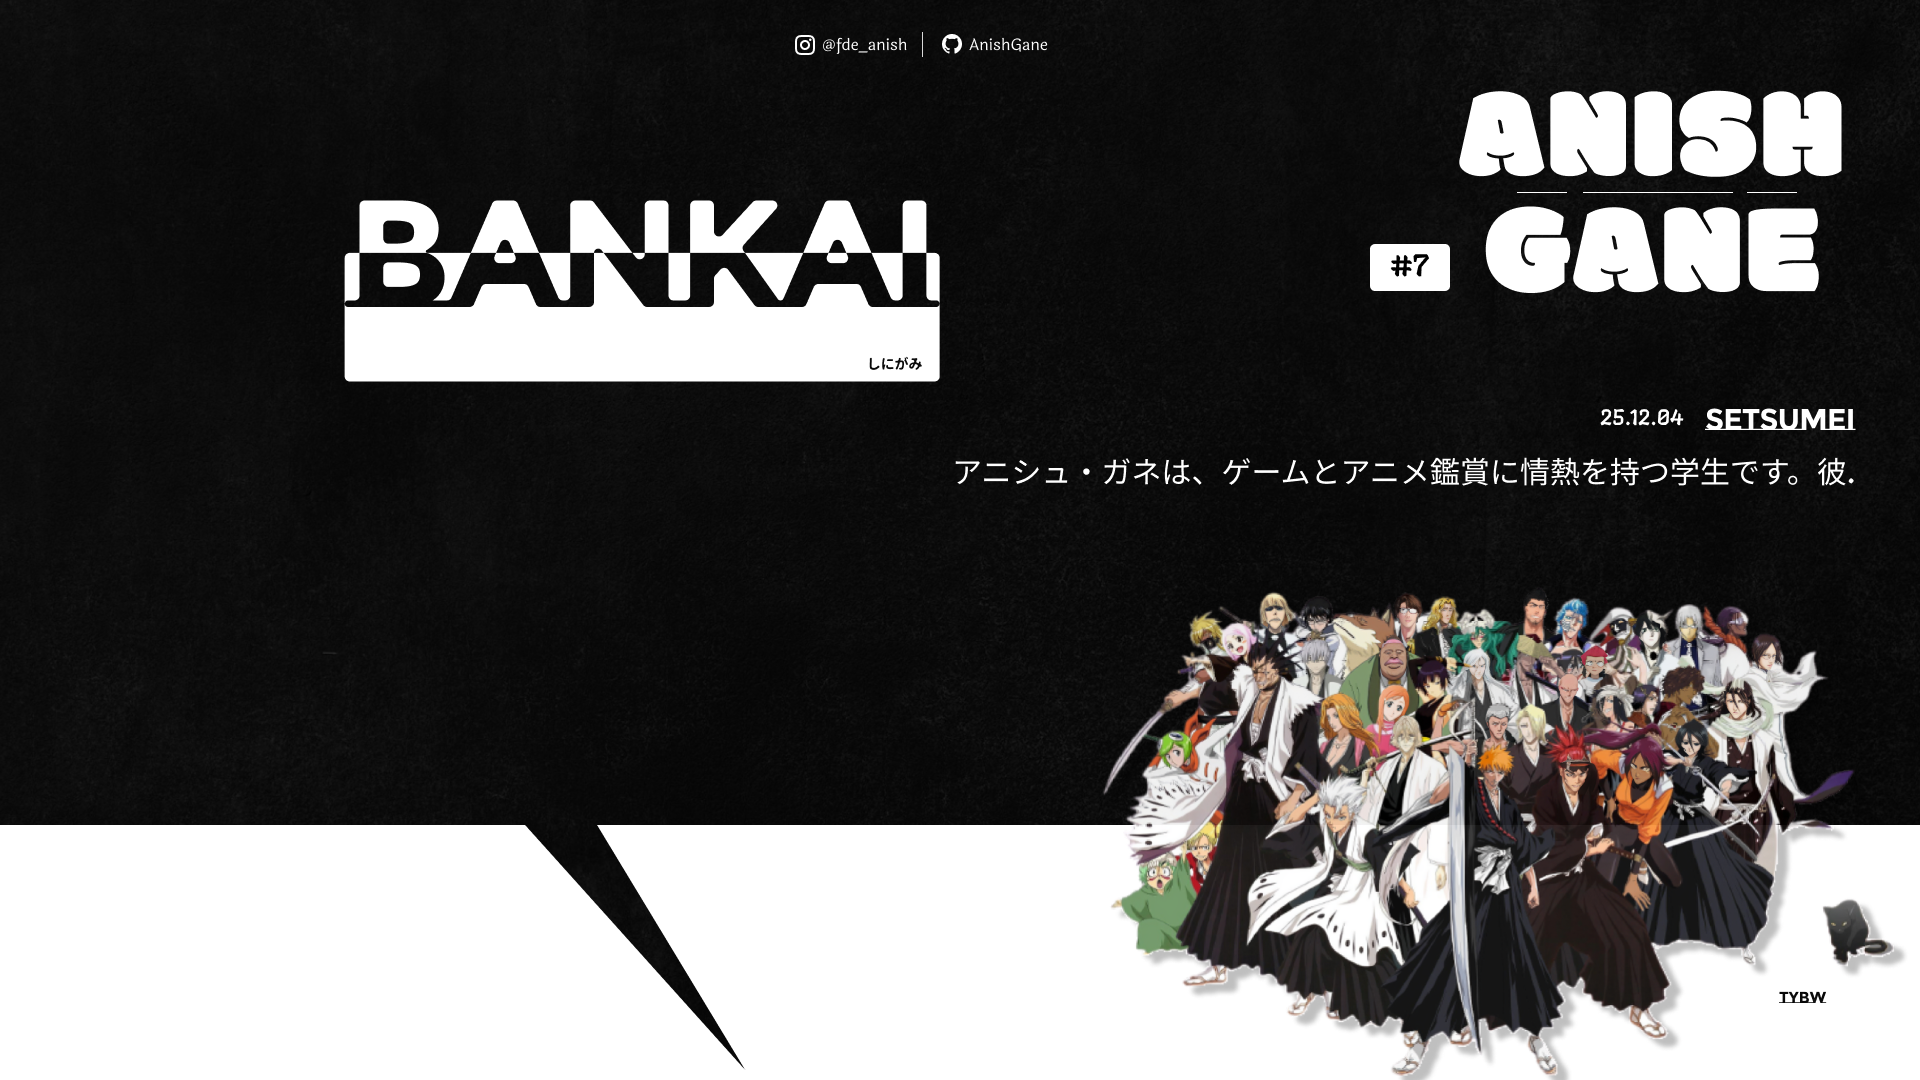 @fde_anish AnishGane
ANISH
GANE
#7
BANKAI
しにがみ
25.12.04 SETSUMEI
アニシュ・ガネは、ゲームとアニメ鑑賞に情熱を持つ学生です。彼.
TYBW